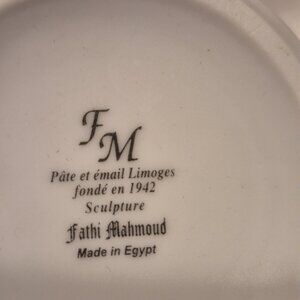 FM
Pâte et émail Limoges
fondé en 1942
Sculpture
Fathi Mahmoud
Made in Egypt